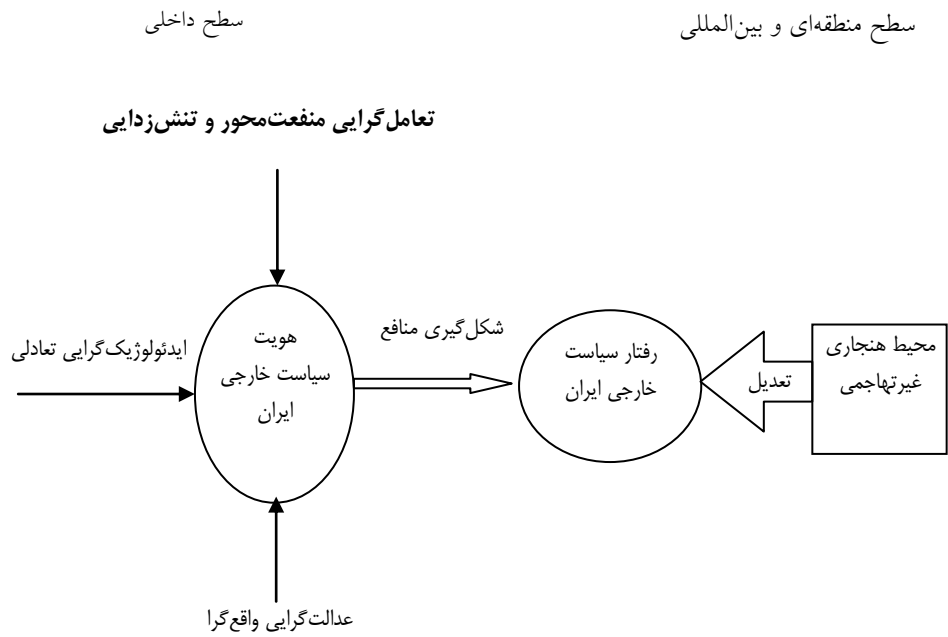 سطح منطقه‌ای و بین‌المللی
سطح داخلی
تعامل‌گرایی منفعت‌محور و تنش‌زدایی
محیط هنجاری
غیرتهاجمی
تعدیل
رفتار سیاست
خارجی ایران
شکل‌گیری منافع
هویت
سیاست خارجی
ایران
ایدئولوژیک‌گرایی تعادلی
عدالت‌گرایی واقع‌گرا